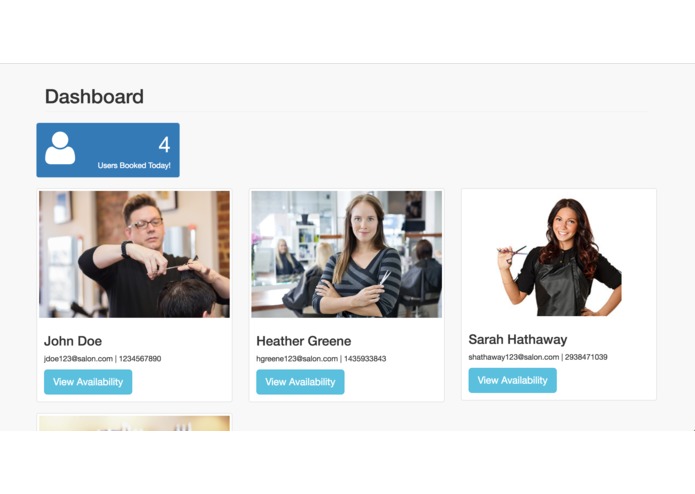 Dashboard
4
Users Booked Today!
John Doe
jdoe123@salon.com | 1234567890
View Availability
Heather Greene
hgreene123@salon.com | 1435933843
View Availability
Sarah Hathaway
shathaway123@salon.com | 2938471039
View Availability